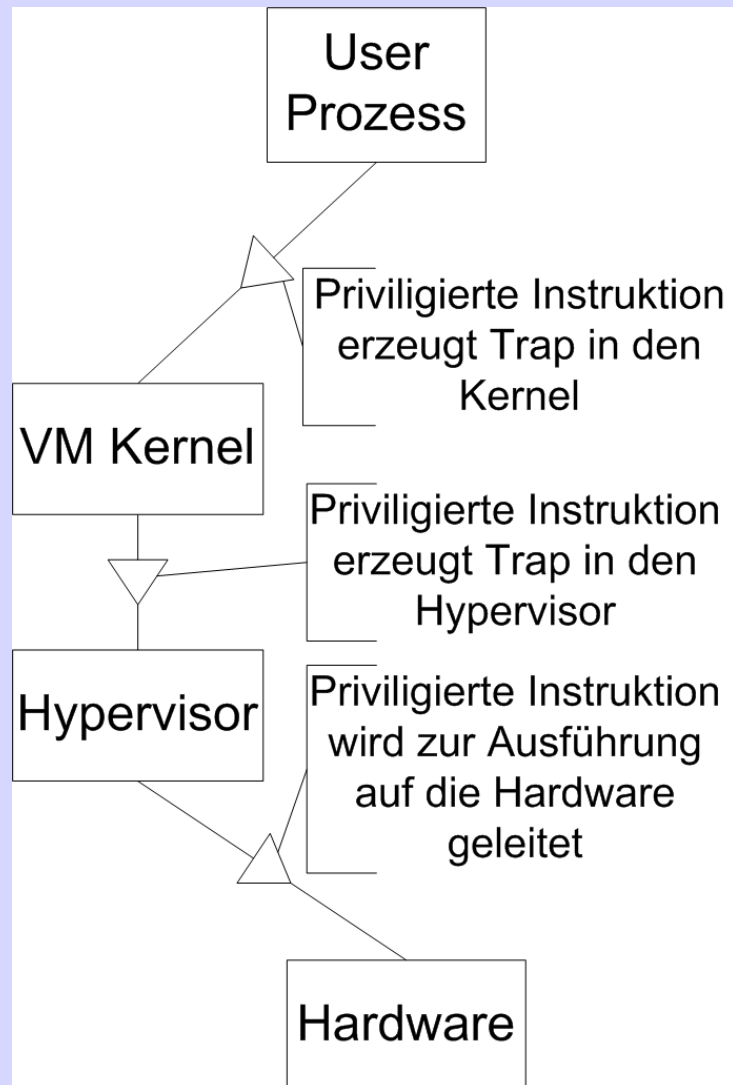 User
Prozess
Priviligierte Instruktion
erzeugt Trap in den
Kernel
VM Kernel
Priviligierte Instruktion
erzeugt Trap in den
Hypervisor
Hypervisor
Priviligierte Instruktion
wird zur Ausführung
auf die Hardware
geleitet
Hardware